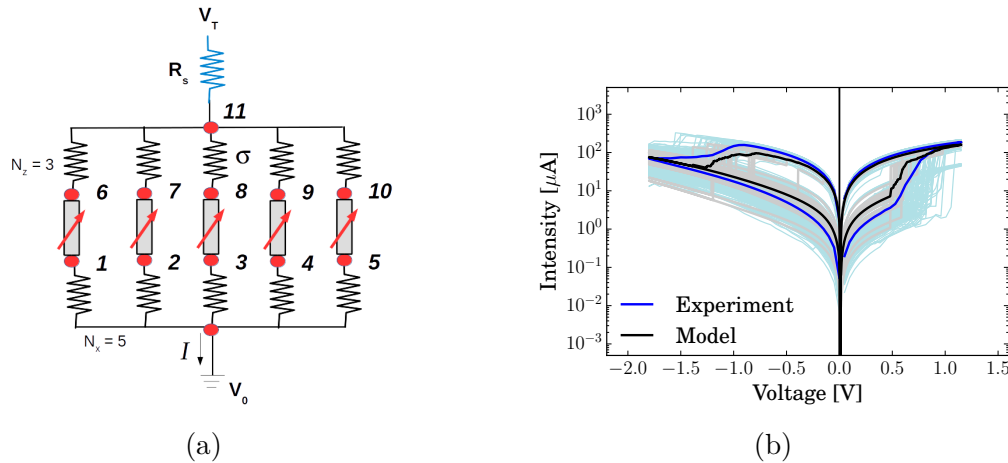 V_T
R_s
11
N_z = 3
σ
6 7 8 9 10
1 2 3 4 5
N_x = 5
I
V_0
(a)
Intensity [μA]
10^3
10^2
10^1
10^0
10^−1
10^−2
10^−3
Experiment
Model
−2.0 −1.5 −1.0 −0.5 0.0 0.5 1.0 1.5
Voltage [V]
(b)